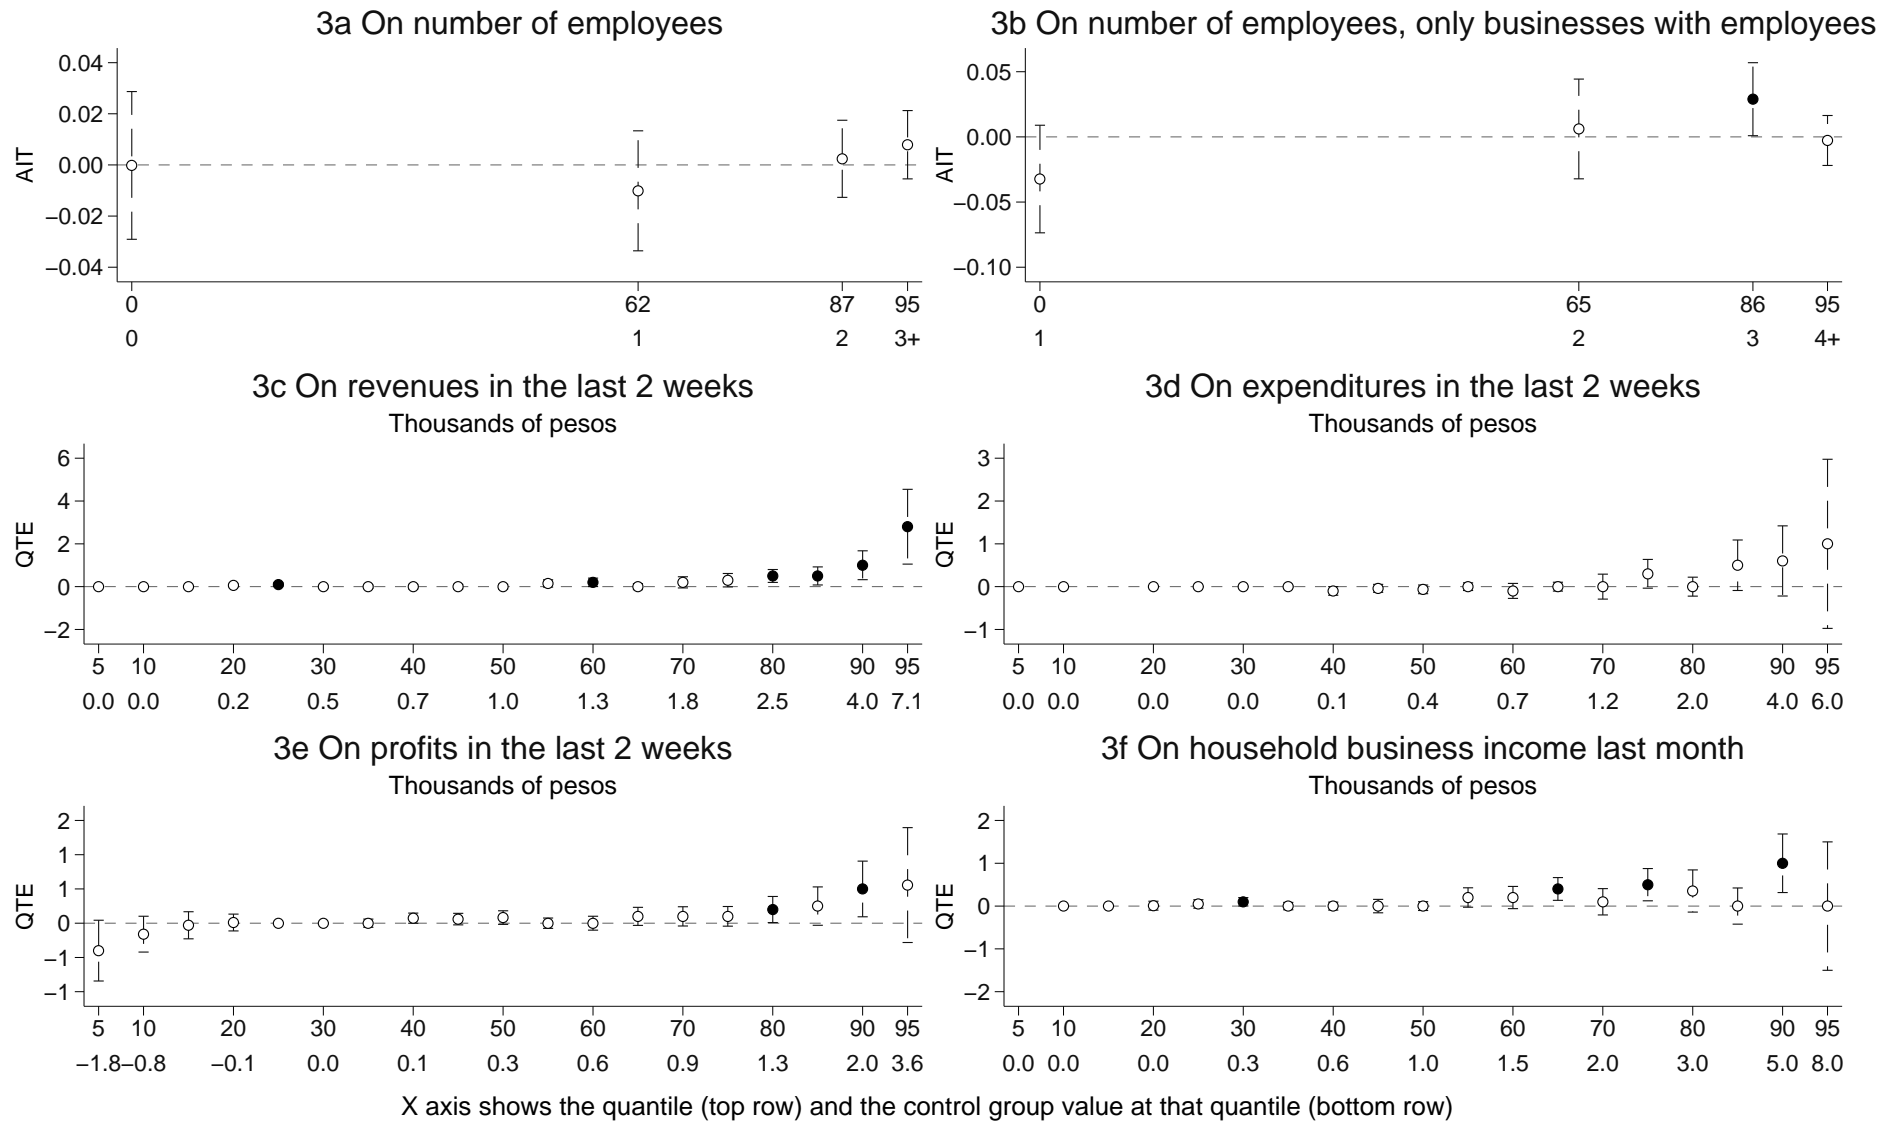 3a On number of employees
0.04
0.02
0.00
−0.02
−0.04
AIT
0 62 87 95
0 1 2 3+
3b On number of employees, only businesses with employees
0.05
0.00
−0.05
−0.10
AIT
0 65 86 95
1 2 3 4+
3c On revenues in the last 2 weeks
Thousands of pesos
6
4
2
0
−2
QTE
5 10 20 30 40 50 60 70 80 90 95
0.0 0.0 0.2 0.5 0.7 1.0 1.3 1.8 2.5 4.0 7.1
3d On expenditures in the last 2 weeks
Thousands of pesos
3
2
1
0
−1
QTE
5 10 20 30 40 50 60 70 80 90 95
0.0 0.0 0.0 0.0 0.1 0.4 0.7 1.2 2.0 4.0 6.0
3e On profits in the last 2 weeks
Thousands of pesos
2
1
1
0
−1
−1
QTE
5 10 20 30 40 50 60 70 80 90 95
−1.8 −0.8 −0.1 0.0 0.1 0.3 0.6 0.9 1.3 2.0 3.6
3f On household business income last month
Thousands of pesos
2
1
0
−1
−2
QTE
5 10 20 30 40 50 60 70 80 90 95
0.0 0.0 0.0 0.3 0.6 1.0 1.5 2.0 3.0 5.0 8.0
X axis shows the quantile (top row) and the control group value at that quantile (bottom row)